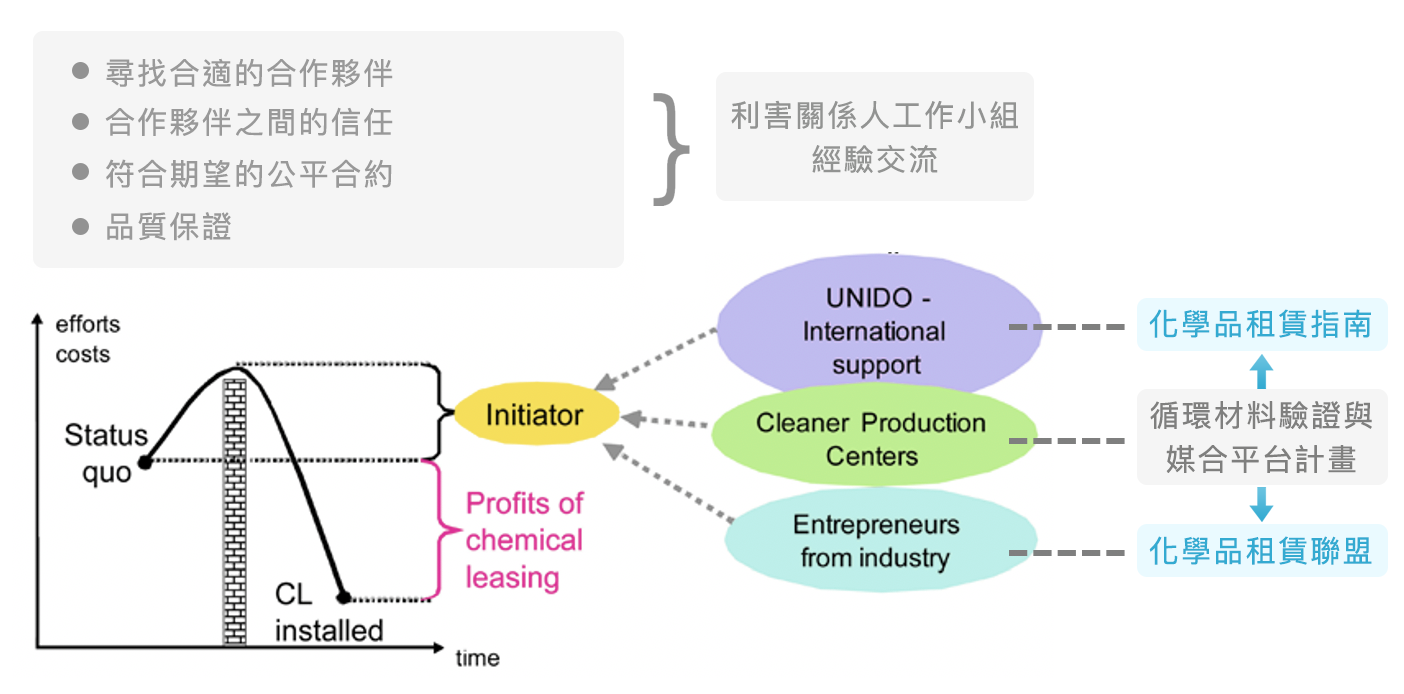 尋找合適的合作夥伴
合作夥伴之間的信任
符合期望的公平合約
品質保證
利害關係人工作小組
經驗交流
efforts
costs
Status
quo
CL
installed
time
Profits of
chemical
leasing
Initiator
UNIDO -
International
support
Cleaner Production
Centers
Entrepreneurs
from industry
化學品租賃指南
循環材料驗證與
媒合平台計畫
化學品租賃聯盟